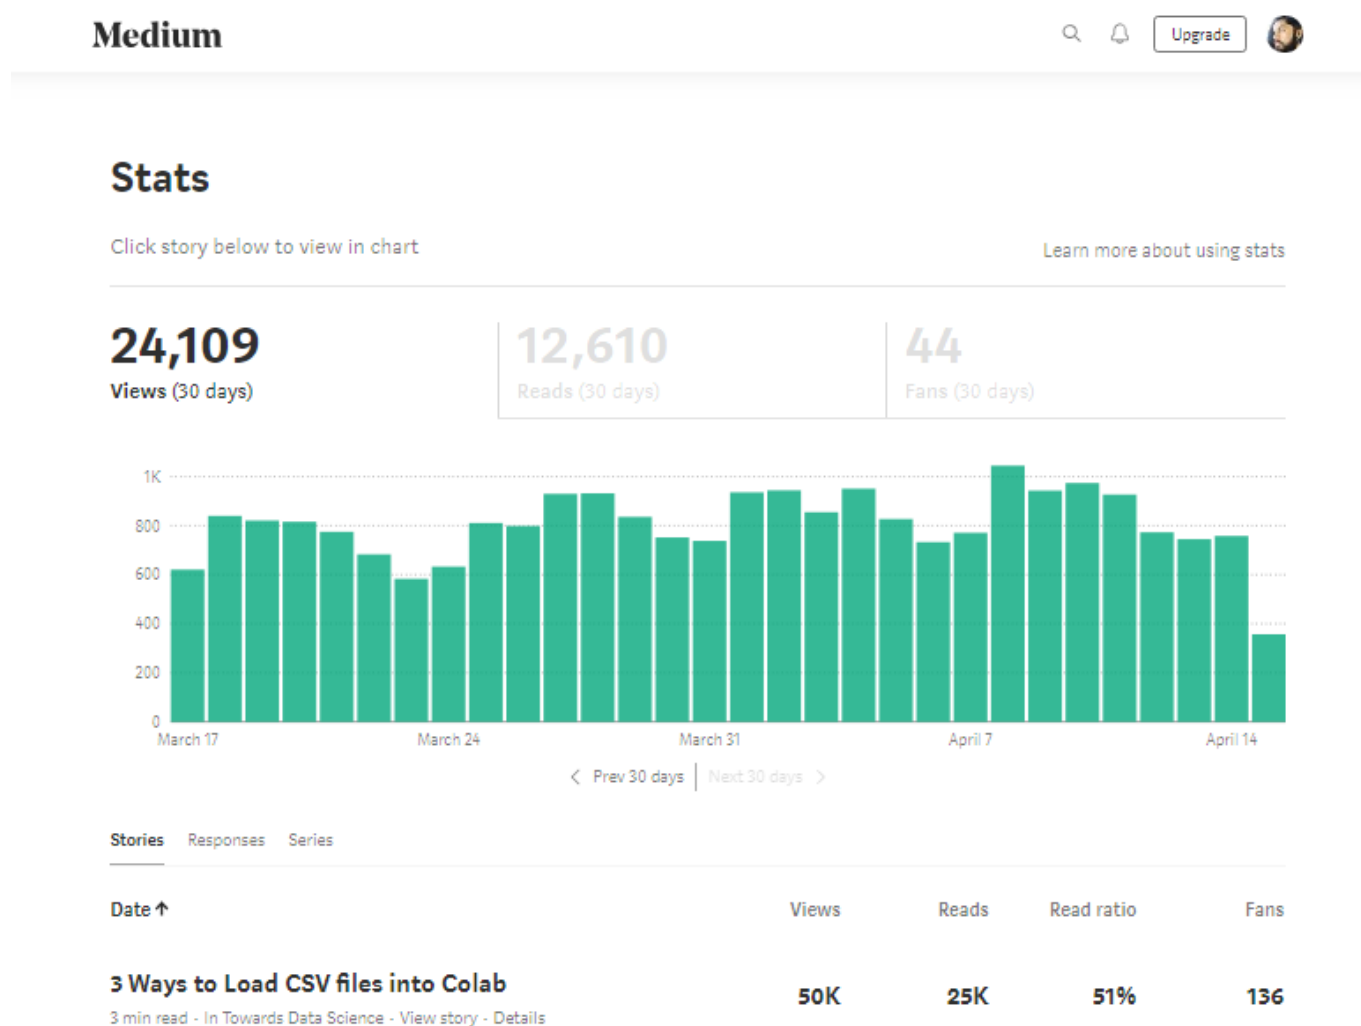 Medium
Upgrade
Stats
Click story below to view in chart
Learn more about using stats
24,109
Views (30 days)
12,610
Reads (30 days)
44
Fans (30 days)
1K
800
600
400
200
0
March 17 March 24 March 31 April 7 April 14
Prev 30 days Next 30 days
Stories Responses Series
Date ↑ Views Reads Read ratio Fans
3 Ways to Load CSV files into Colab
50K 25K 51% 136
3 min read - In Towards Data Science - View story - Details